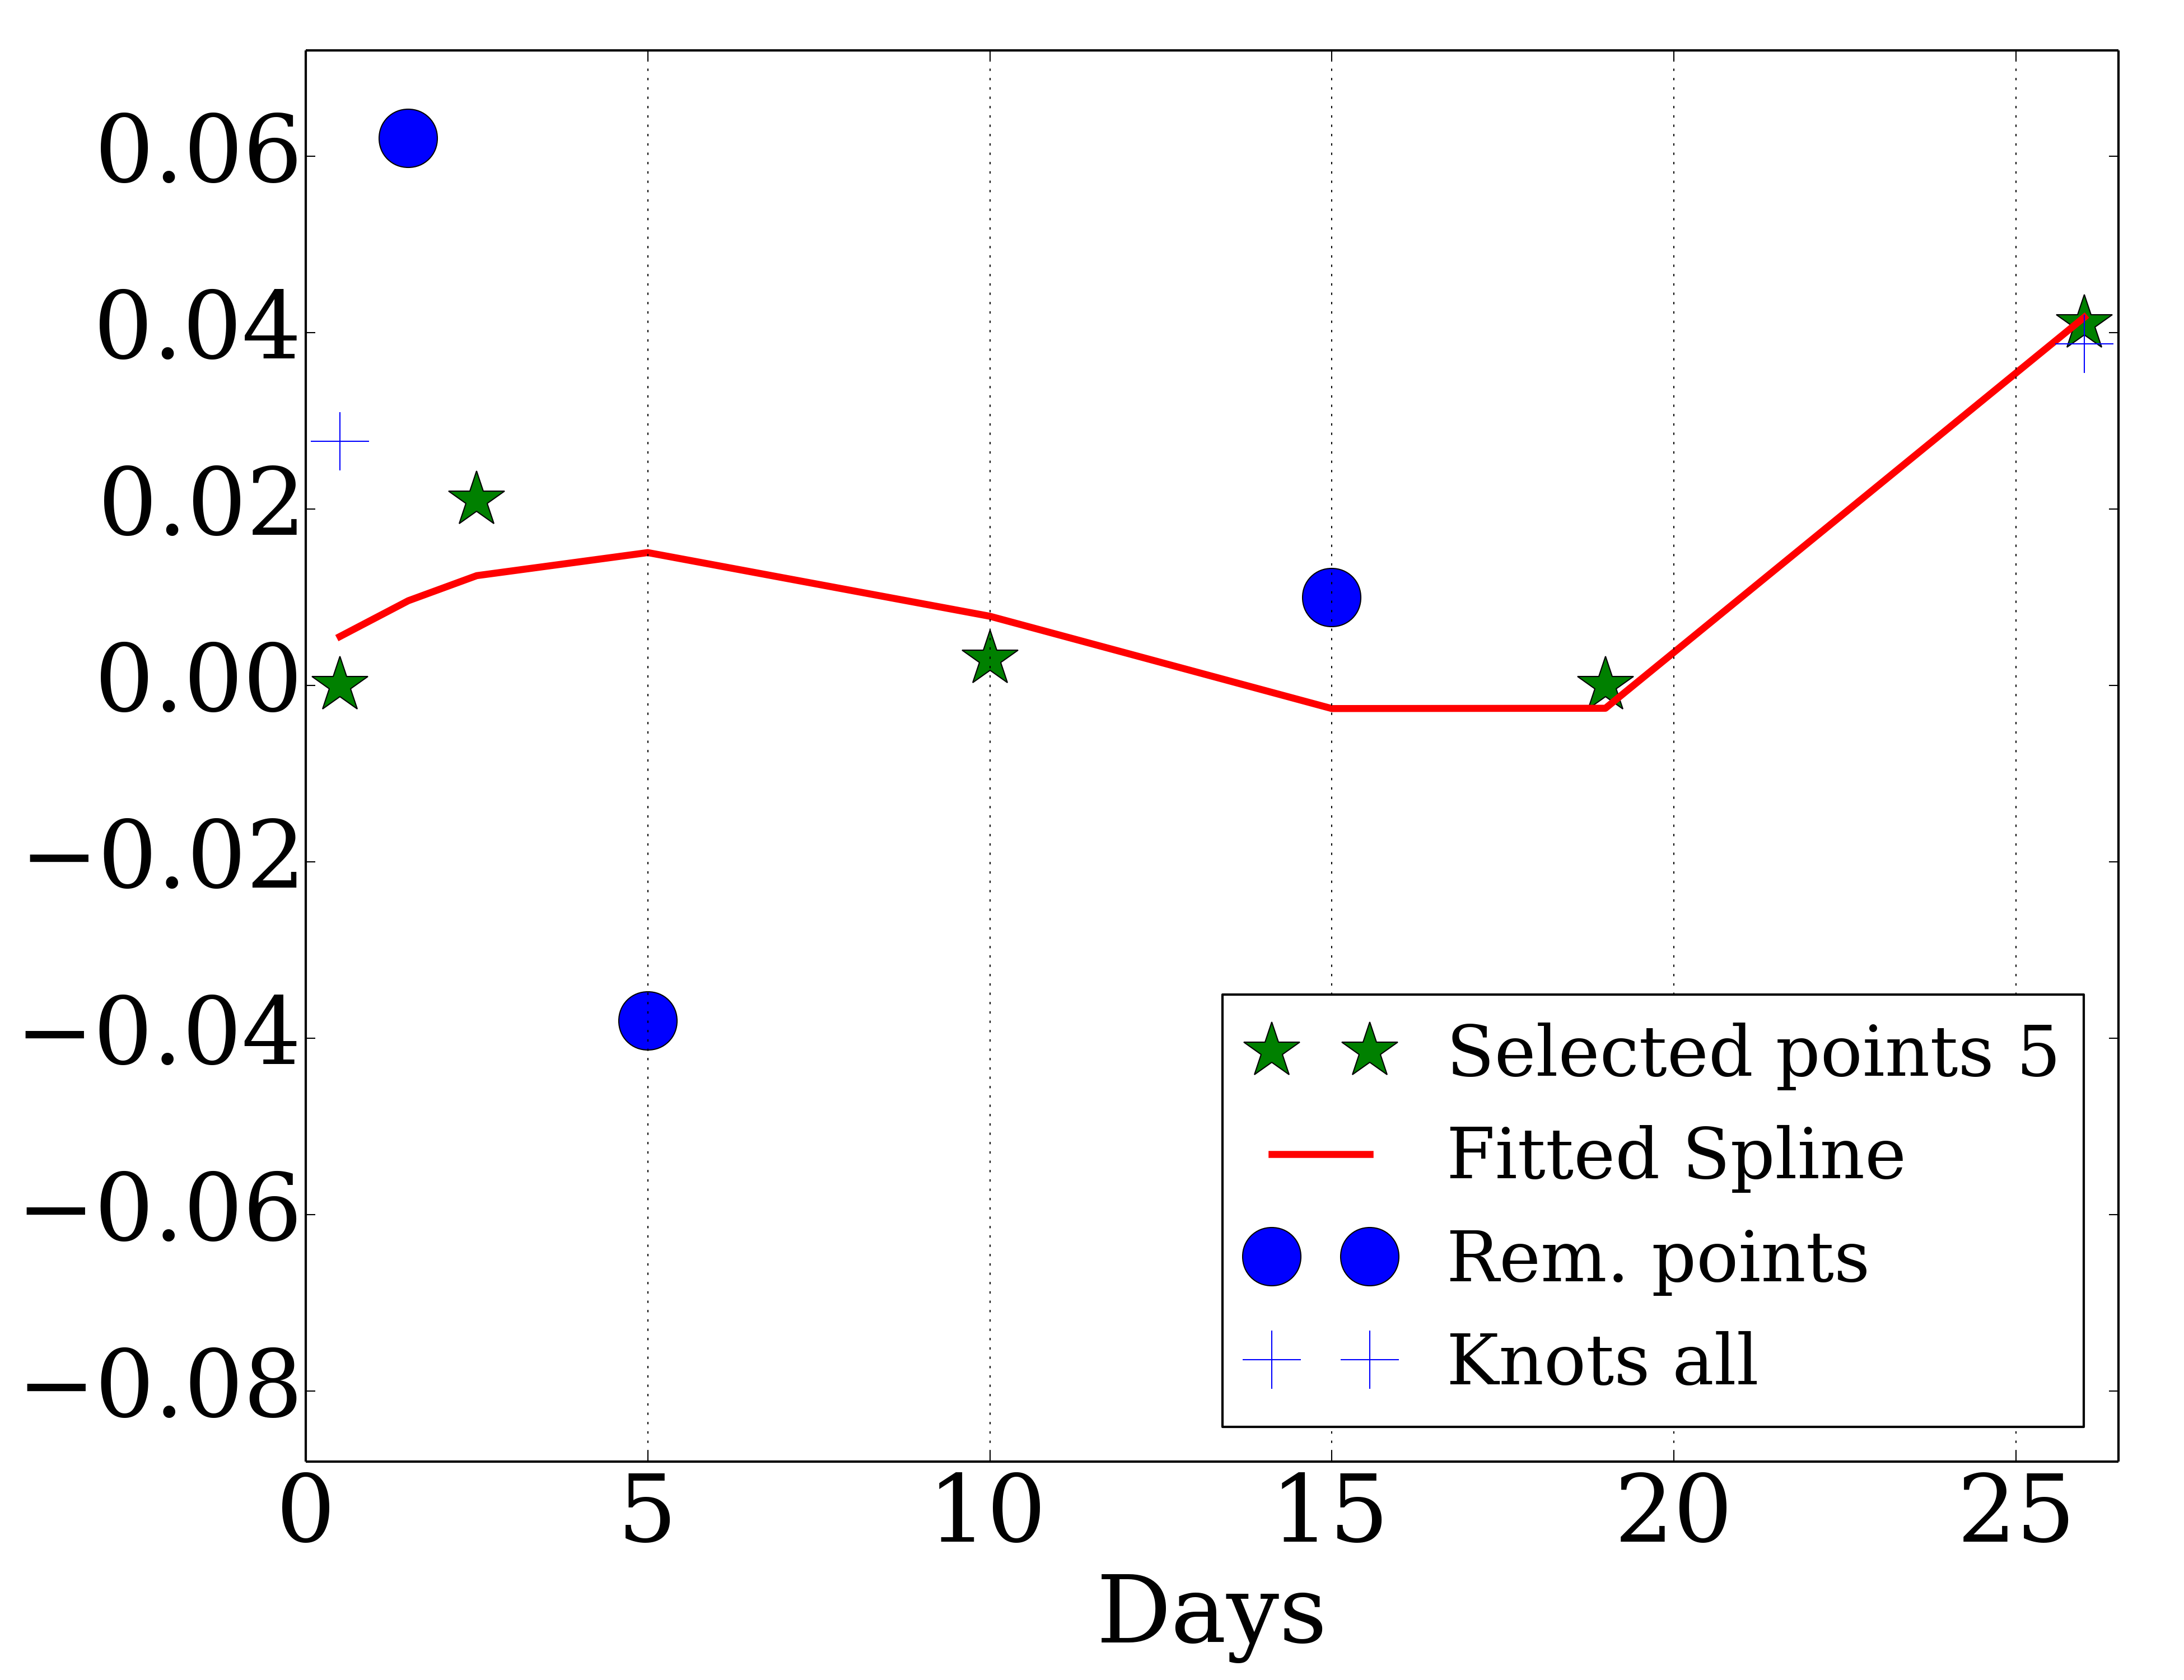 0.06
0.04
0.02
0.00
−0.02
−0.04
−0.06
−0.08
0 5 10 15 20 25
Days
Selected points 5
Fitted Spline
Rem. points
Knots all